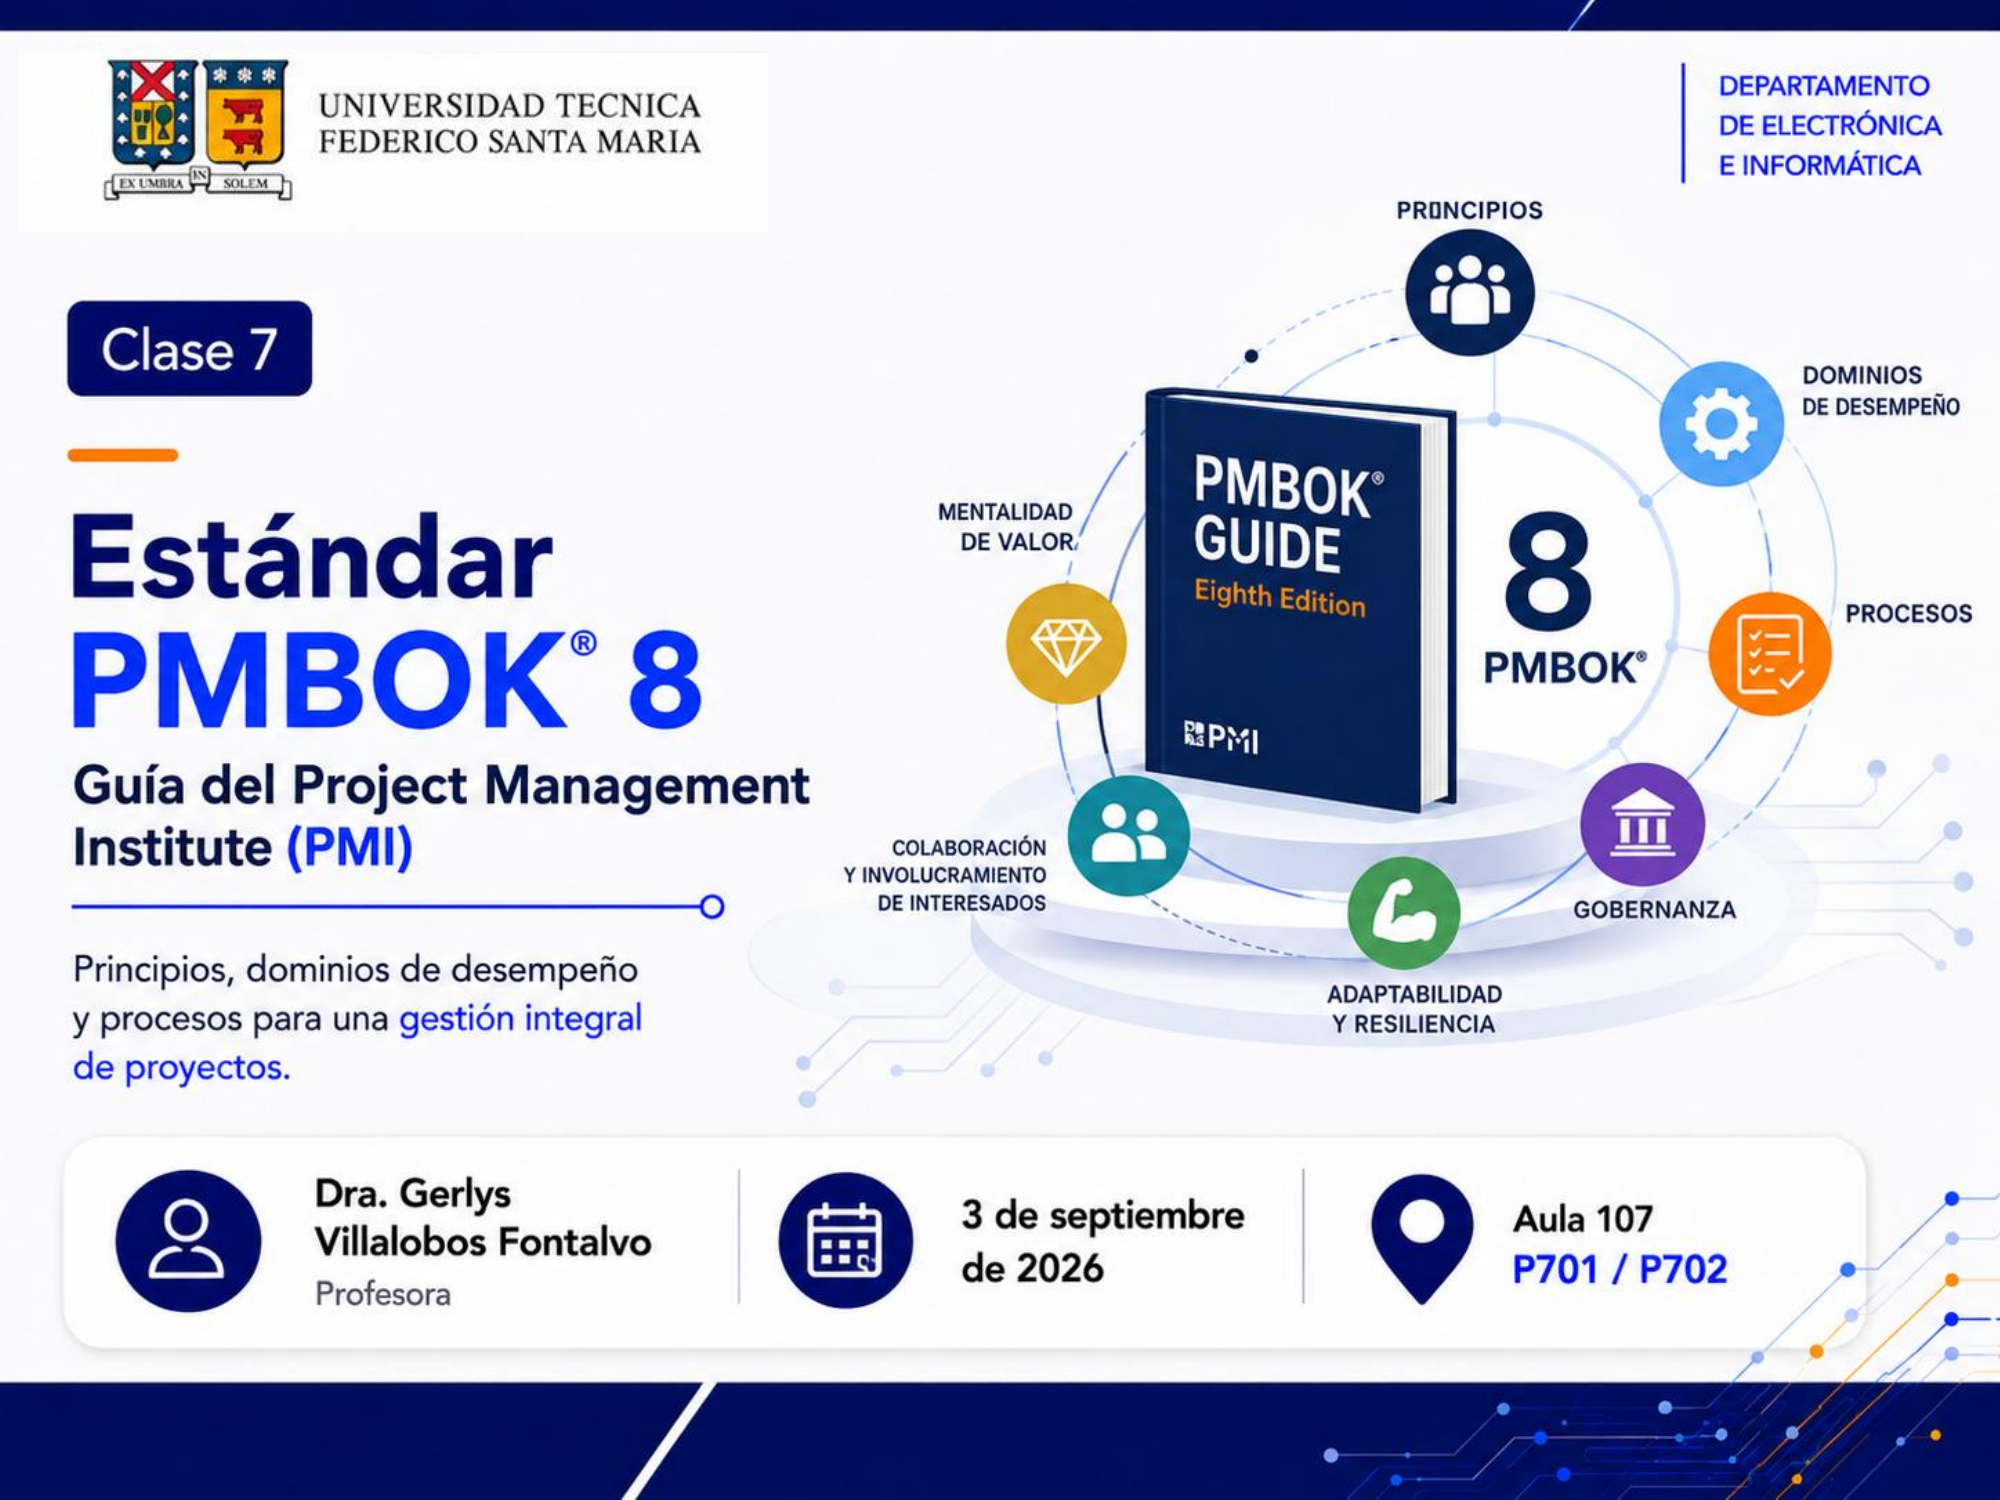 EX UMBRA IN SOLEM
UNIVERSIDAD TECNICA
FEDERICO SANTA MARIA
DEPARTAMENTO
DE ELECTRÓNICA
E INFORMÁTICA
Clase 7
Estándar
PMBOK® 8
Guía del Project Management
Institute (PMI)
Principios, dominios de desempeño
y procesos para una gestión integral
de proyectos.
DOMINIOS
DE DESEMPEÑO
MENTALIDAD
DE VALOR
PMBOK®
GUIDE
Eighth Edition
PMI
8
PMBOK®
PROCESOS
COLABORACIÓN
Y INVOLUCRAMIENTO
DE INTERESADOS
GOBERNANZA
ADAPTABILIDAD
Y RESILIENCIA
Dra. Gerlys
Villalobos Fontalvo
Profesora
3 de septiembre
de 2026
Aula 107
P701 / P702